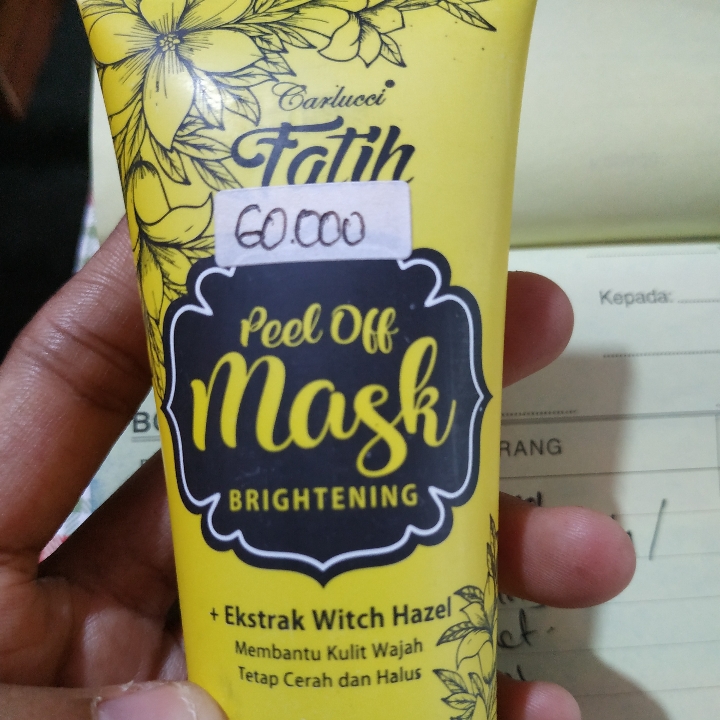 Carlucci
Fatih
60.000
Peel Off
Mask
BRIGHTENING
+ Ekstrak Witch Hazel
Membantu Kulit Wajah
Tetap Cerah dan Halus
Kepada:
RANG